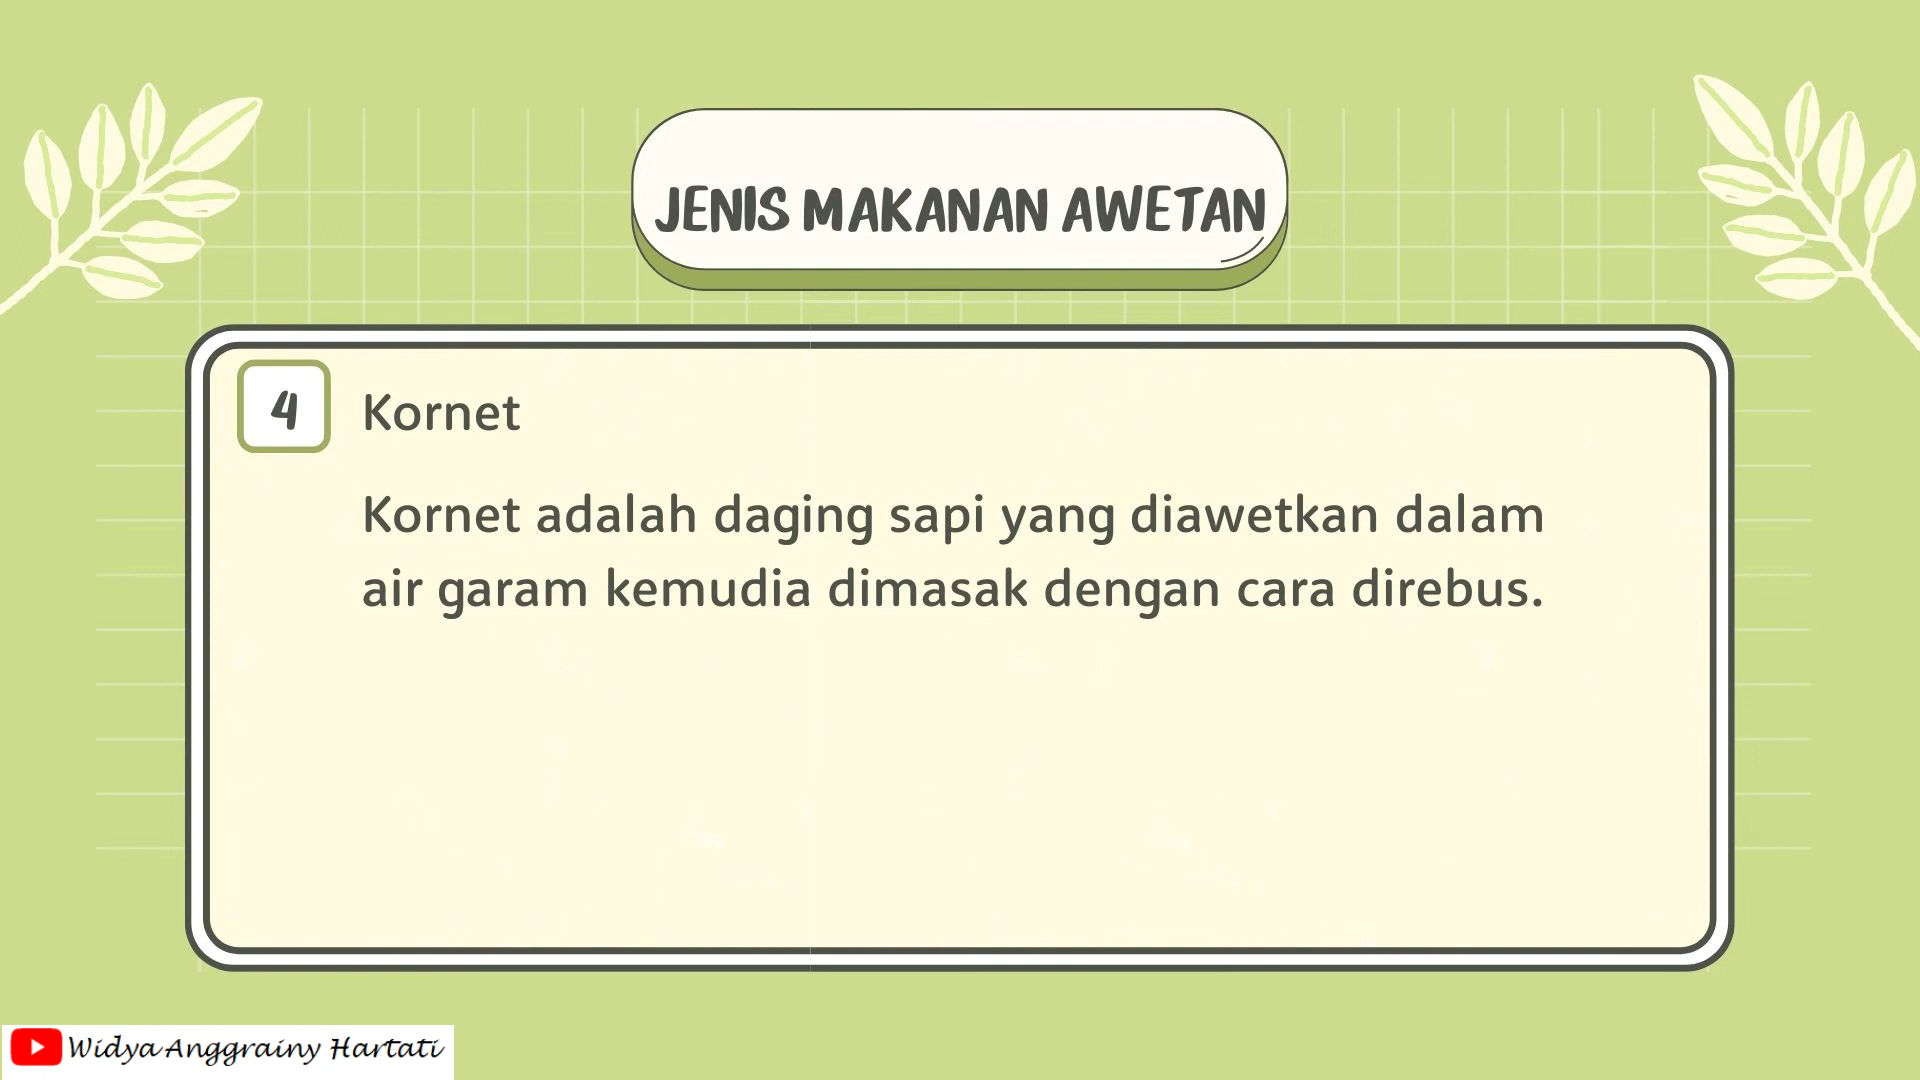 JENIS MAKANAN AWETAN
4
Kornet
Kornet adalah daging sapi yang diawetkan dalam
air garam kemudia dimasak dengan cara direbus.
Widya Anggrainy Hartati